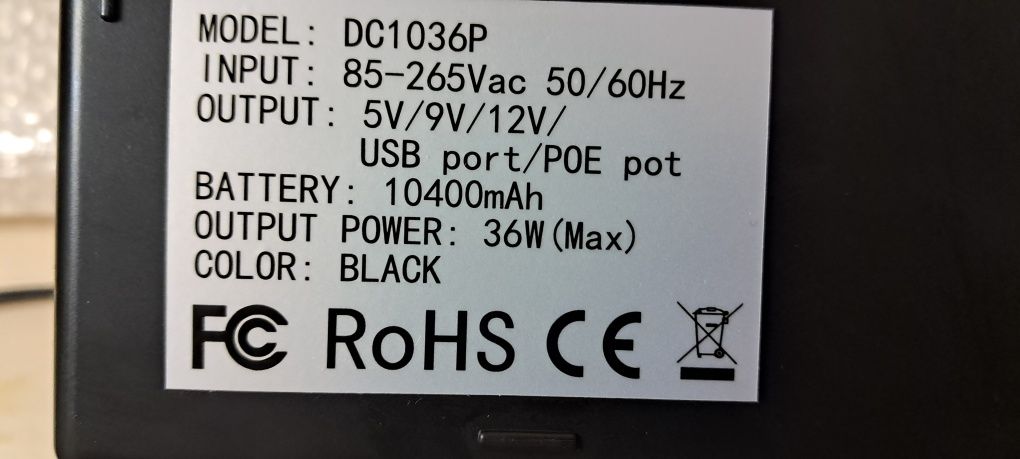 MODEL: DC1036P
INPUT: 85-265Vac 50/60Hz
OUTPUT: 5V/9V/12V/
USB port/POE pot
BATTERY: 10400mAh
OUTPUT POWER: 36W(Max)
COLOR: BLACK
FC RoHS CE